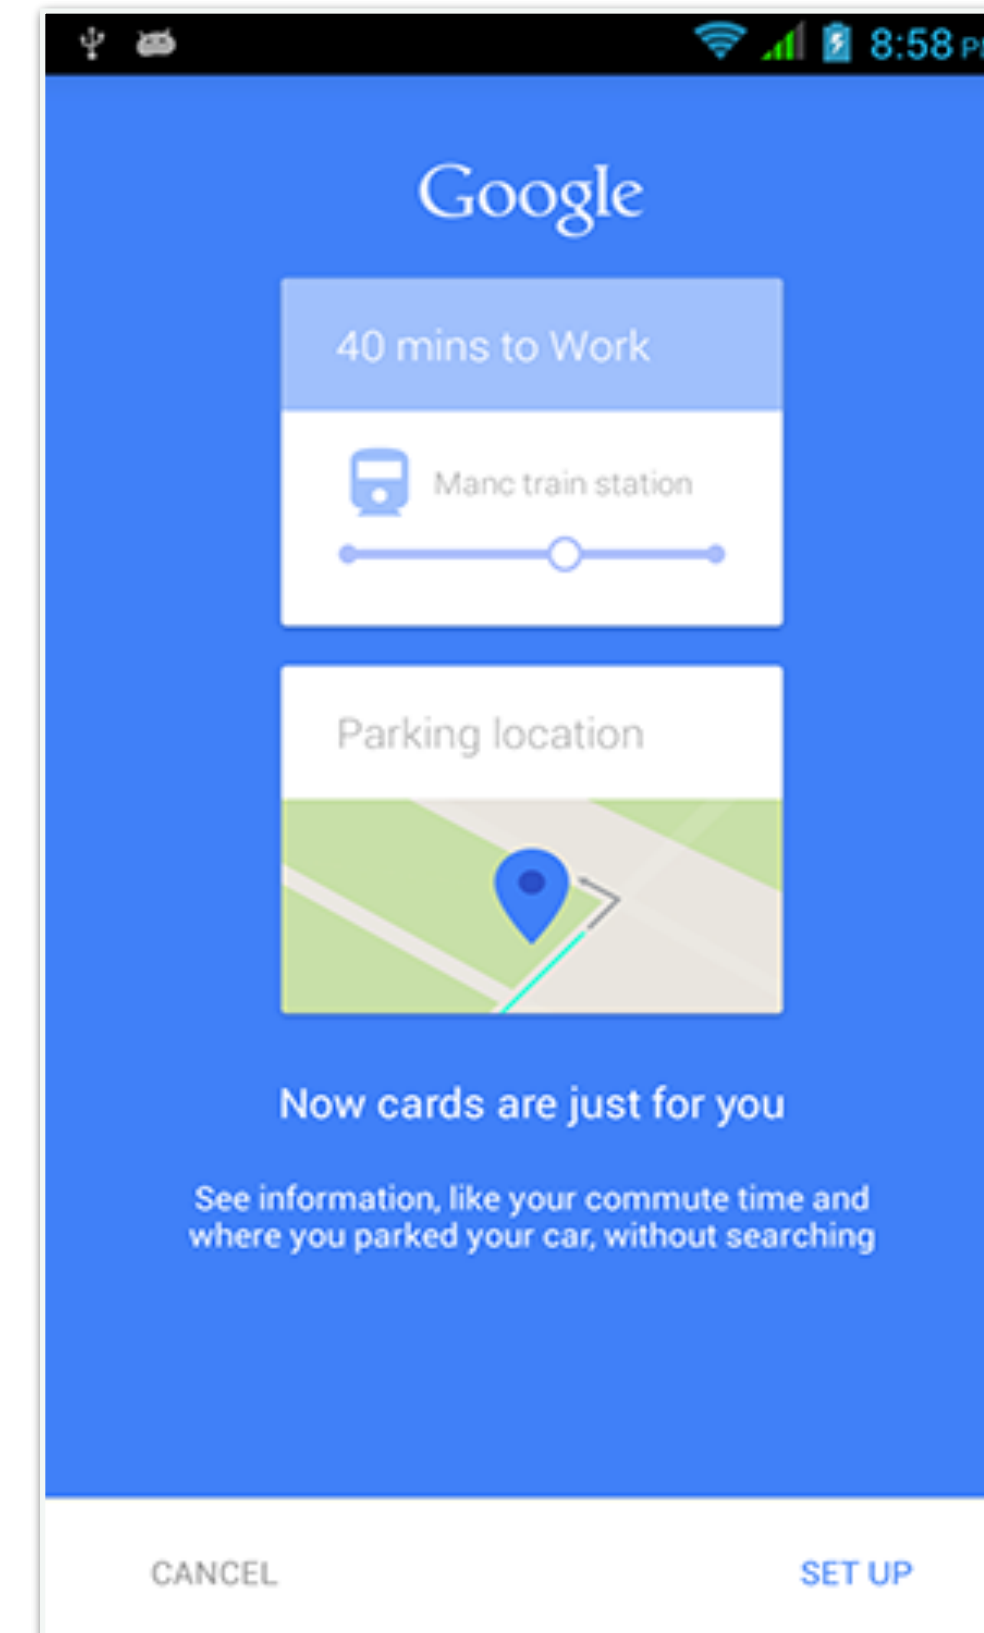 8:58
Google
40 mins to Work
Manc train station
Parking location
Now cards are just for you
See information, like your commute time and
where you parked your car, without searching
CANCEL
SET UP